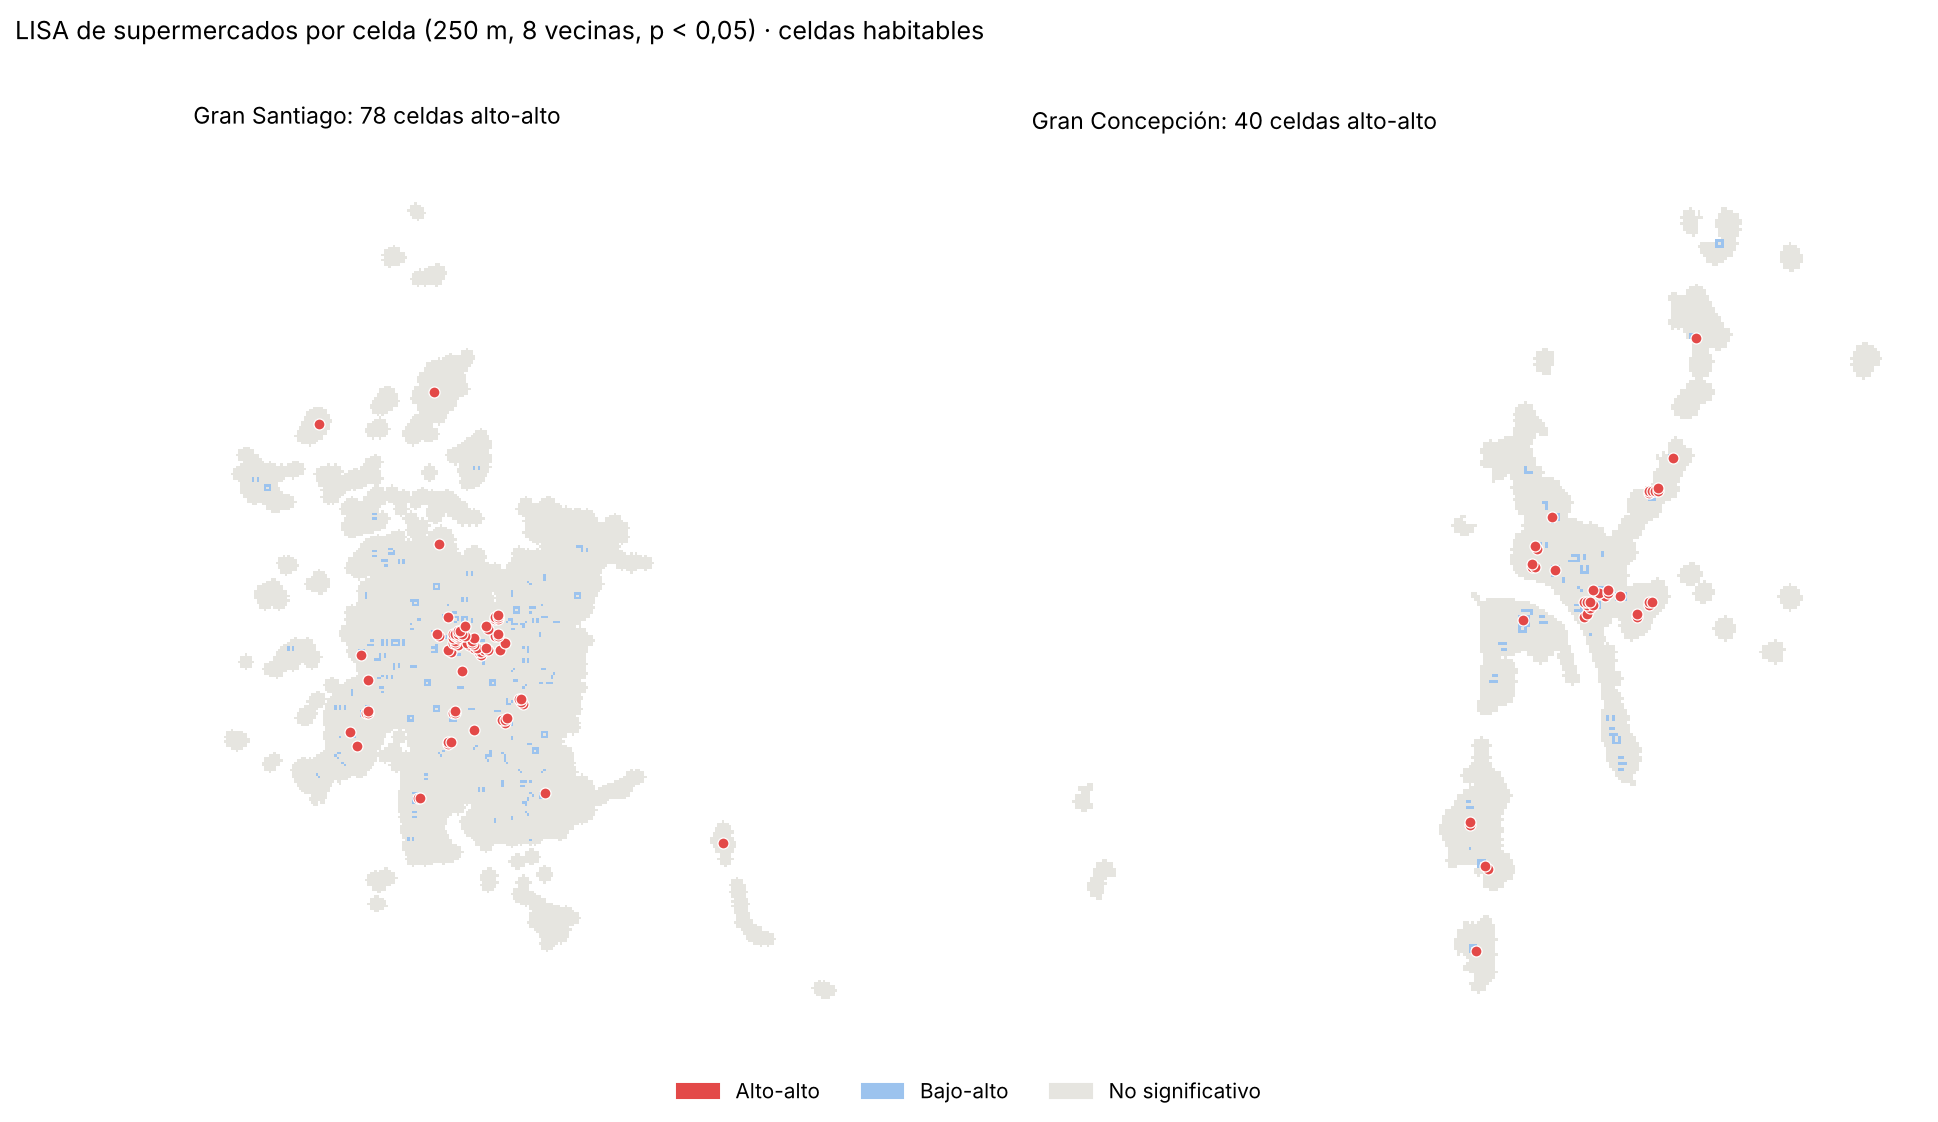 LISA de supermercados por celda (250 m, 8 vecinas, p < 0,05) · celdas habitables
Gran Santiago: 78 celdas alto-alto
Gran Concepción: 40 celdas alto-alto
Alto-alto
Bajo-alto
No significativo